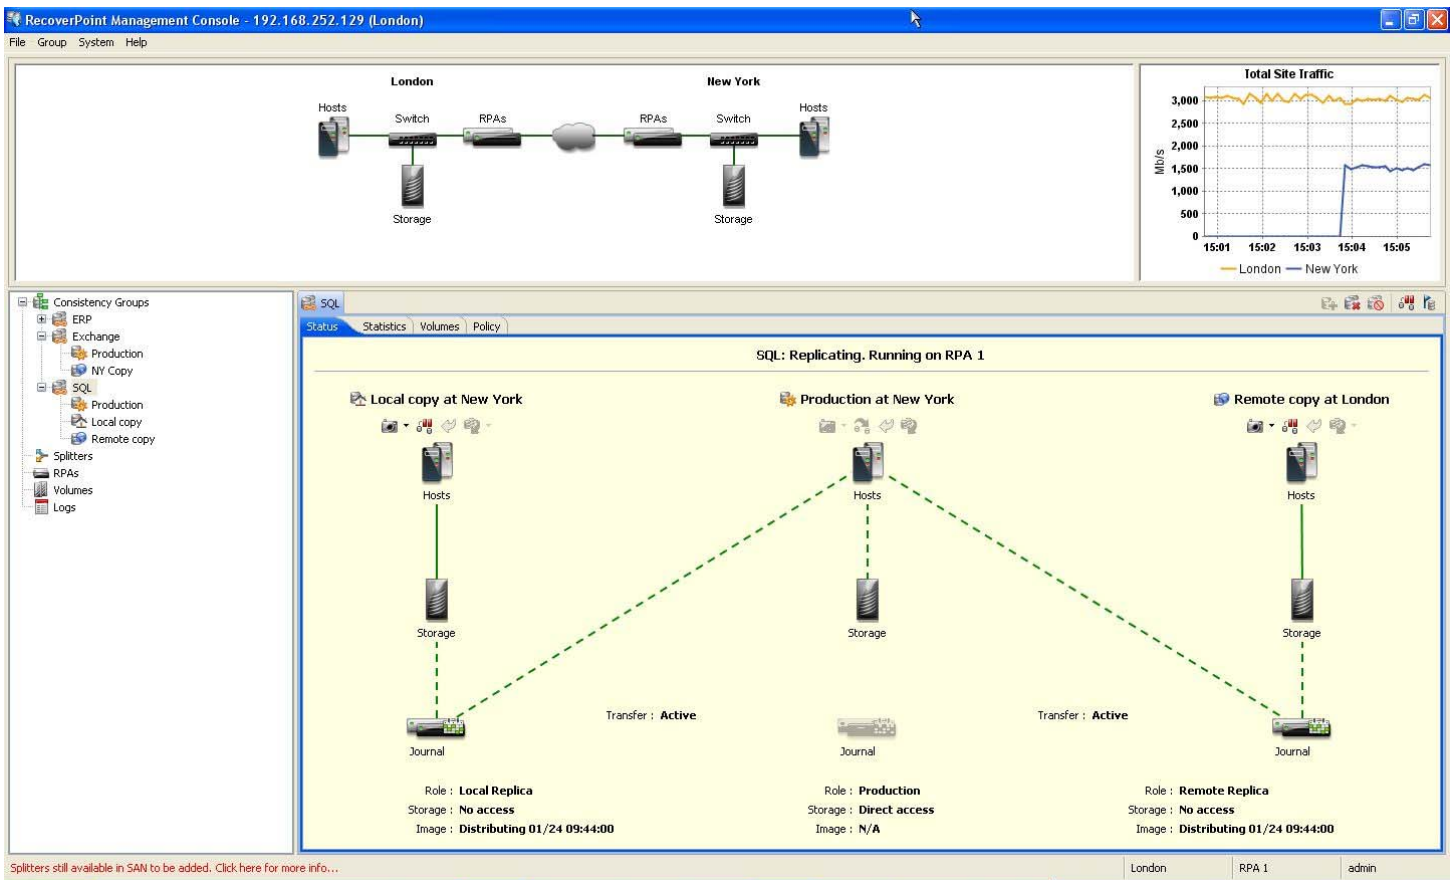 RecoverPoint Management Console - 192.168.252.129 (London)
File Group System Help
London New York
Hosts Switch RPAs RPAs Switch Hosts
Storage Storage
Total Site Traffic
Mb/s
3,000
2,500
2,000
1,500
1,000
500
0
15:01 15:02 15:03 15:04 15:05
London New York
Consistency Groups
ERP
Exchange
Production
NY Copy
SQL
Production
Local copy
Remote copy
Splitters
RPAs
Volumes
Logs
SQL
Status Statistics Volumes Policy
SQL: Replicating. Running on RPA 1
Local copy at New York Production at New York Remote copy at London
Hosts Hosts Hosts
Storage Storage Storage
Transfer : Active Transfer : Active
Journal Journal Journal
Role : Local Replica Role : Production Role : Remote Replica
Storage : No access Storage : Direct access Storage : No access
Image : Distributing 01/24 09:44:00 Image : N/A Image : Distributing 01/24 09:44:00
Splitters still available in SAN to be added. Click here for more info...
London RPA 1 admin